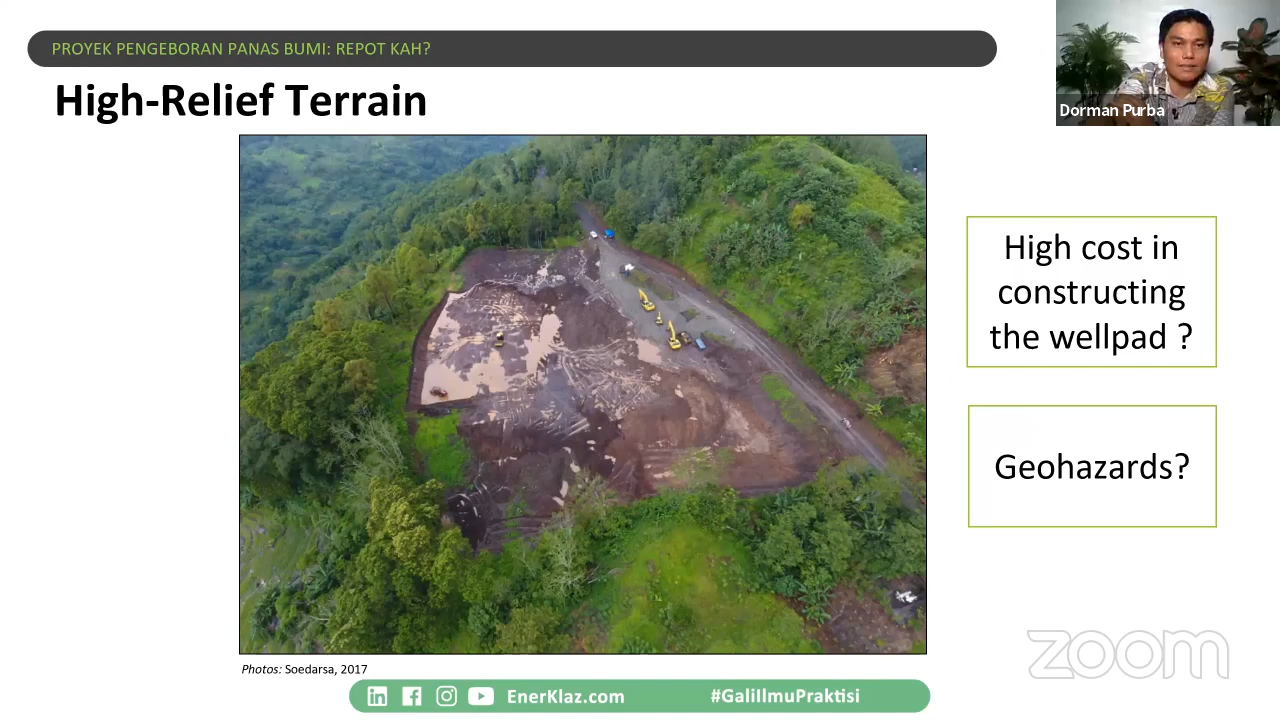 PROYEK PENGEBORAN PANAS BUMI: REPOT KAH?
Dorman Purba
High-Relief Terrain
High cost in
constructing
the wellpad ?
Geohazards?
zoom
Photos: Soedarsa, 2017
EnerKlaz.com
#GaliIlmuPraktisi